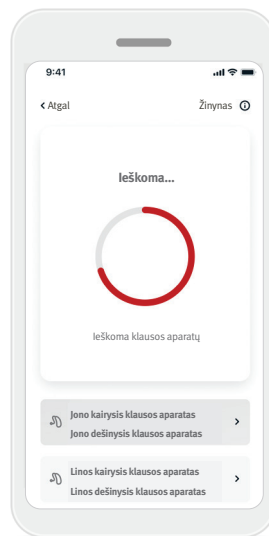 9:41
Atgal
Žinynas
Ieškoma...
Ieškoma klausos aparatų
Jono kairysis klausos aparatas
Jono dešinysis klausos aparatas
Linos kairysis klausos aparatas
Linos dešinysis klausos aparatas